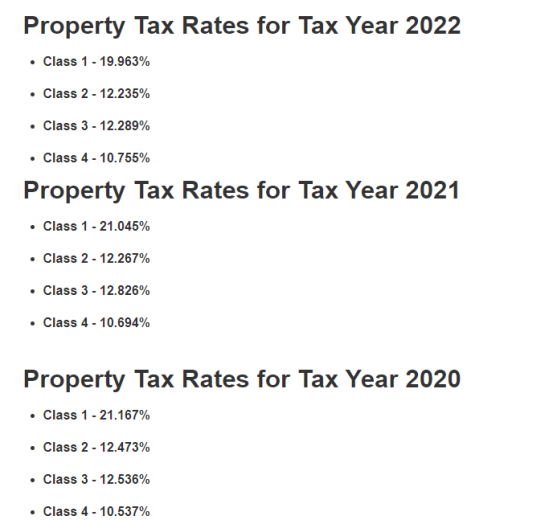 Property Tax Rates for Tax Year 2022
• Class 1 - 19.963%
• Class 2 - 12.235%
• Class 3 - 12.289%
• Class 4 - 10.755%
Property Tax Rates for Tax Year 2021
• Class 1 - 21.045%
• Class 2 - 12.267%
• Class 3 - 12.826%
• Class 4 - 10.694%
Property Tax Rates for Tax Year 2020
• Class 1 - 21.167%
• Class 2 - 12.473%
• Class 3 - 12.536%
• Class 4 - 10.537%